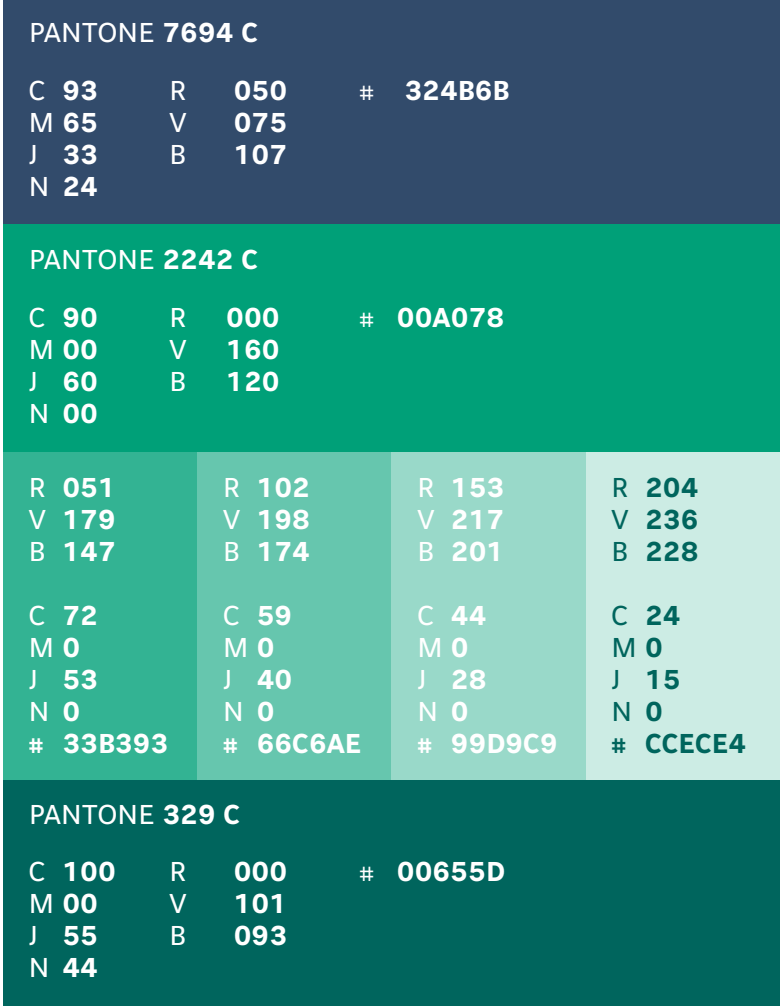 PANTONE 7694 C
C 93 R 050 # 324B6B
M 65 V 075
J 33 B 107
N 24
PANTONE 2242 C
C 90 R 000 # 00A078
M 00 V 160
J 60 B 120
N 00
R 051
V 179
B 147
C 72
M 0
J 53
N 0
# 33B393
R 102
V 198
B 174
C 59
M 0
J 40
N 0
# 66C6AE
R 153
V 217
B 201
C 44
M 0
J 28
N 0
# 99D9C9
R 204
V 236
B 228
C 24
M 0
J 15
N 0
# CCECE4
PANTONE 329 C
C 100 R 000 # 00655D
M 00 V 101
J 55 B 093
N 44